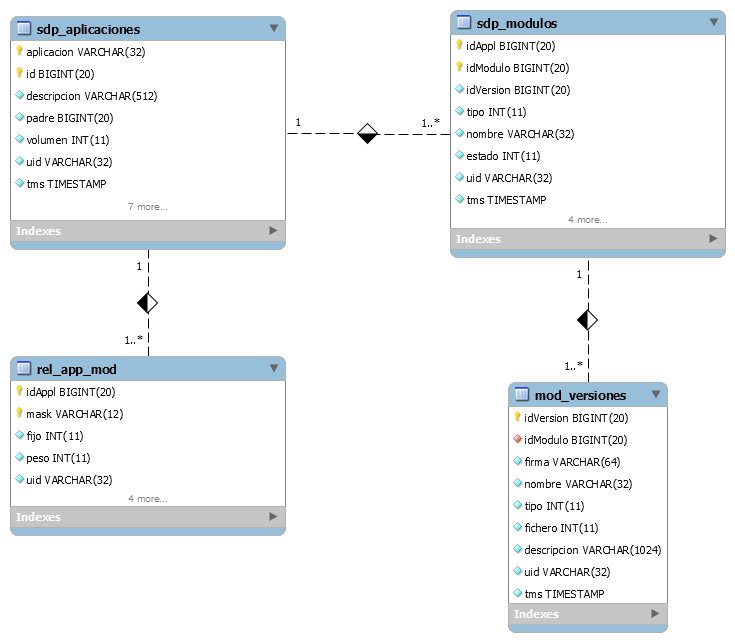 sdp_aplicaciones
aplicacion VARCHAR(32)
id BIGINT(20)
descripcion VARCHAR(512)
padre BIGINT(20)
volumen INT(11)
uid VARCHAR(32)
tms TIMESTAMP
7 more...
Indexes
1
1..*
sdp_modulos
idAppl BIGINT(20)
idModulo BIGINT(20)
idVersion BIGINT(20)
tipo INT(11)
nombre VARCHAR(32)
estado INT(11)
uid VARCHAR(32)
tms TIMESTAMP
4 more...
Indexes
1
1..*
rel_app_mod
idAppl BIGINT(20)
mask VARCHAR(12)
fijo INT(11)
peso INT(11)
uid VARCHAR(32)
4 more...
Indexes
1
1..*
mod_versiones
idVersion BIGINT(20)
idModulo BIGINT(20)
firma VARCHAR(64)
nombre VARCHAR(32)
tipo INT(11)
fichero INT(11)
descripcion VARCHAR(1024)
uid VARCHAR(32)
tms TIMESTAMP
Indexes